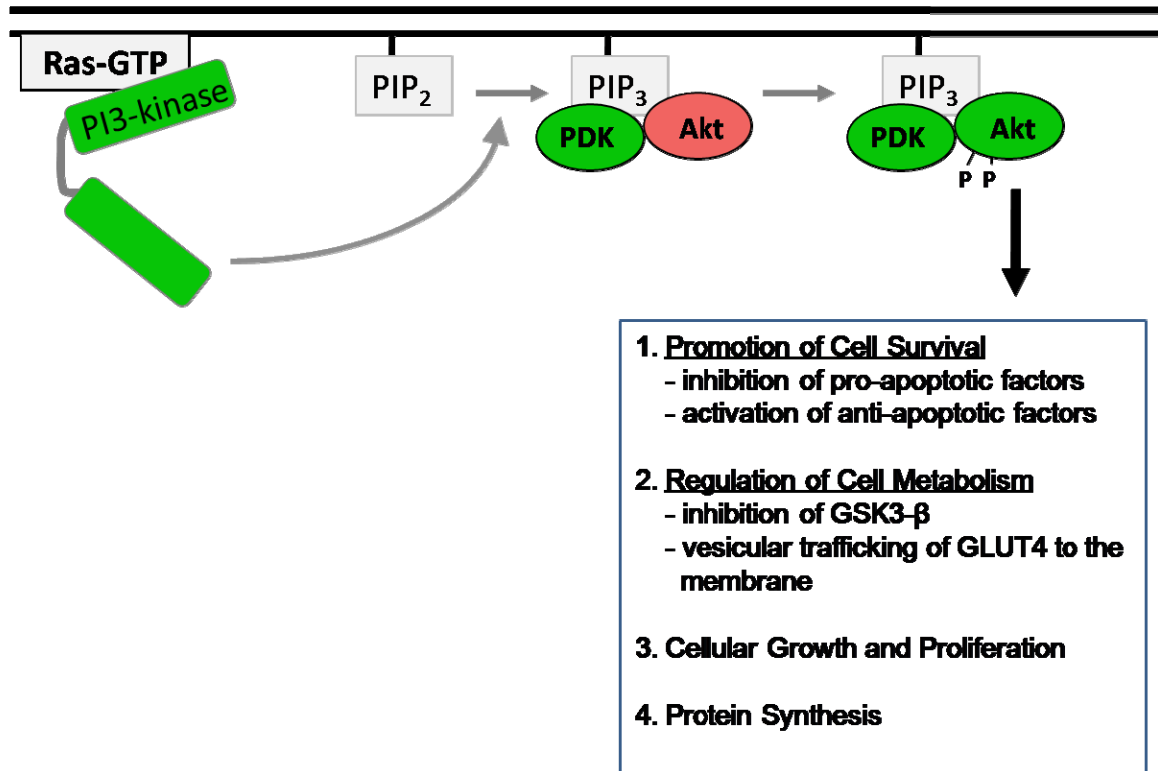 Ras-GTP
PI3-kinase
PIP₂
PIP₃
PDK
Akt
PIP₃
PDK
Akt
P P
1. Promotion of Cell Survival
- inhibition of pro-apoptotic factors
- activation of anti-apoptotic factors
2. Regulation of Cell Metabolism
- inhibition of GSK3-β
- vesicular trafficking of GLUT4 to the
membrane
3. Cellular Growth and Proliferation
4. Protein Synthesis